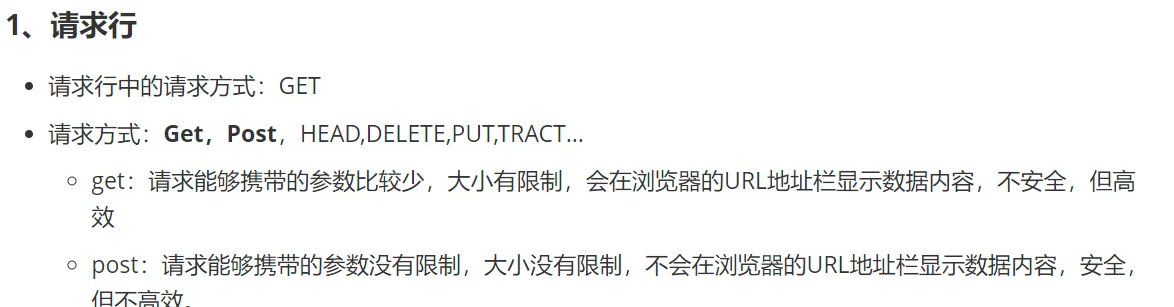 1、请求行
请求行中的请求方式：GET
请求方式：Get，Post，HEAD,DELETE,PUT,TRACT...
get：请求能够携带的参数比较少，大小有限制，会在浏览器的URL地址栏显示数据内容，不安全，但高
效
post：请求能够携带的参数没有限制，大小没有限制，不会在浏览器的URL地址栏显示数据内容，安全，
但不高效。